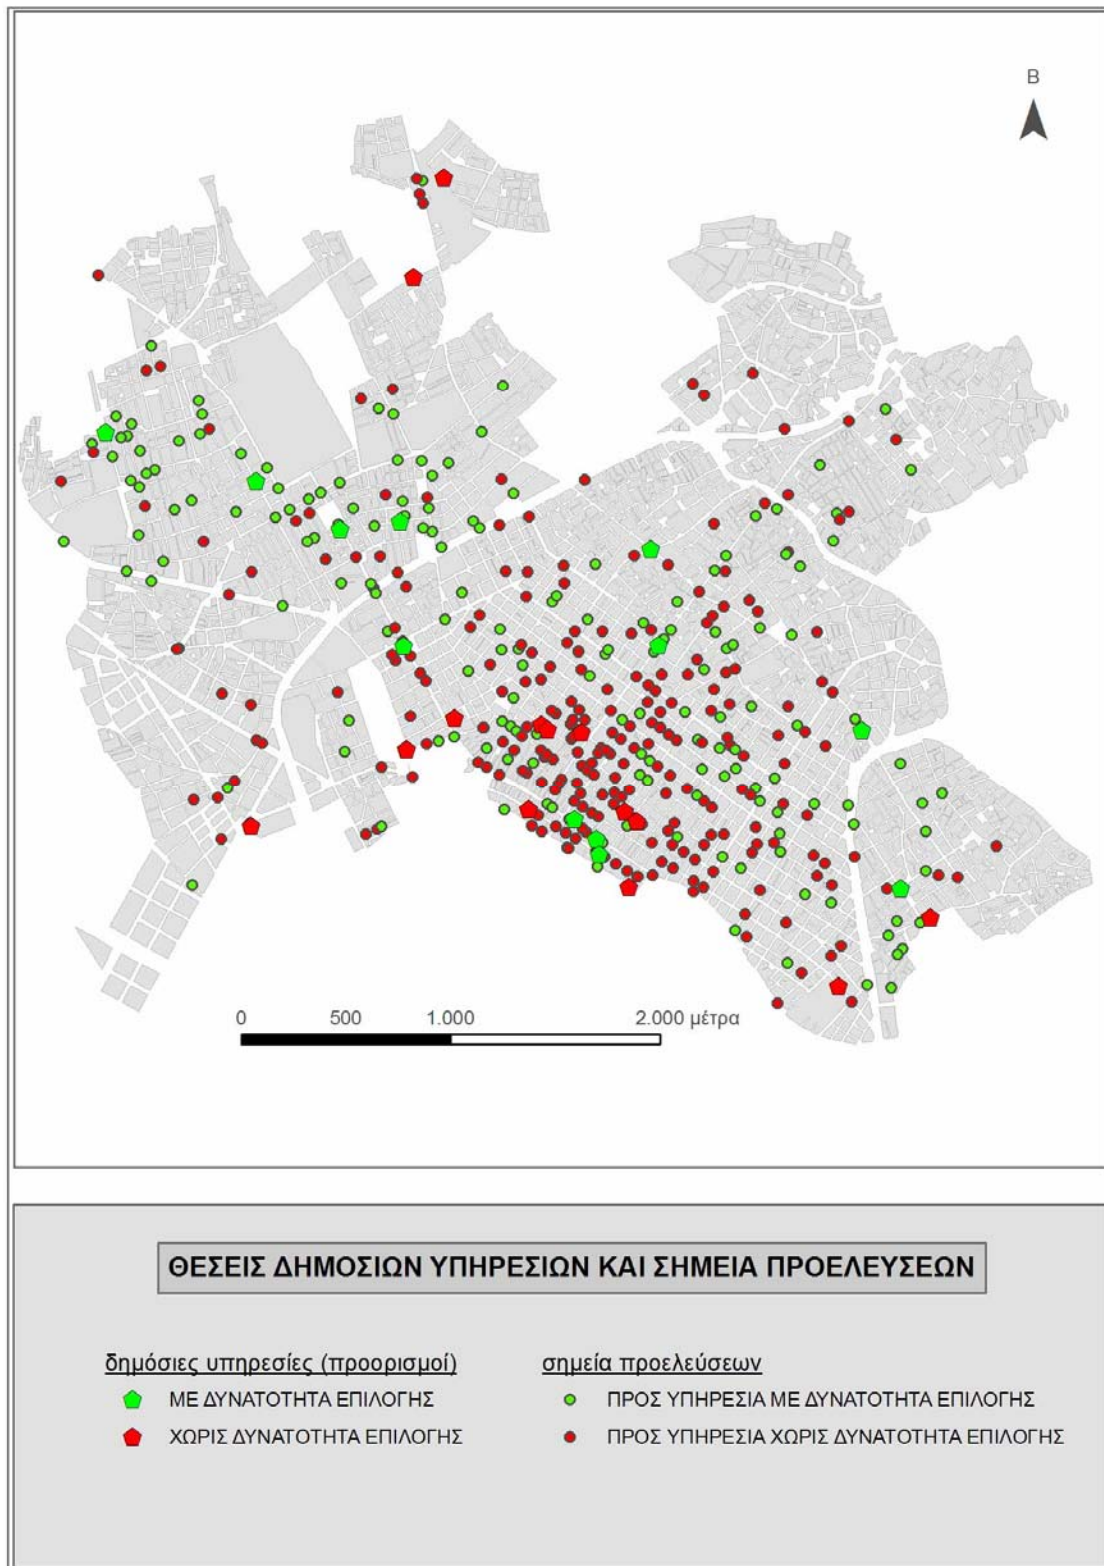 Β
0 500 1.000 2.000 μέτρα
ΘΕΣΕΙΣ ΔΗΜΟΣΙΩΝ ΥΠΗΡΕΣΙΩΝ ΚΑΙ ΣΗΜΕΙΑ ΠΡΟΕΛΕΥΣΕΩΝ
δημόσιες υπηρεσίες (προορισμοί)
ΜΕ ΔΥΝΑΤΟΤΗΤΑ ΕΠΙΛΟΓΗΣ
ΧΩΡΙΣ ΔΥΝΑΤΟΤΗΤΑ ΕΠΙΛΟΓΗΣ
σημεία προελεύσεων
ΠΡΟΣ ΥΠΗΡΕΣΙΑ ΜΕ ΔΥΝΑΤΟΤΗΤΑ ΕΠΙΛΟΓΗΣ
ΠΡΟΣ ΥΠΗΡΕΣΙΑ ΧΩΡΙΣ ΔΥΝΑΤΟΤΗΤΑ ΕΠΙΛΟΓΗΣ